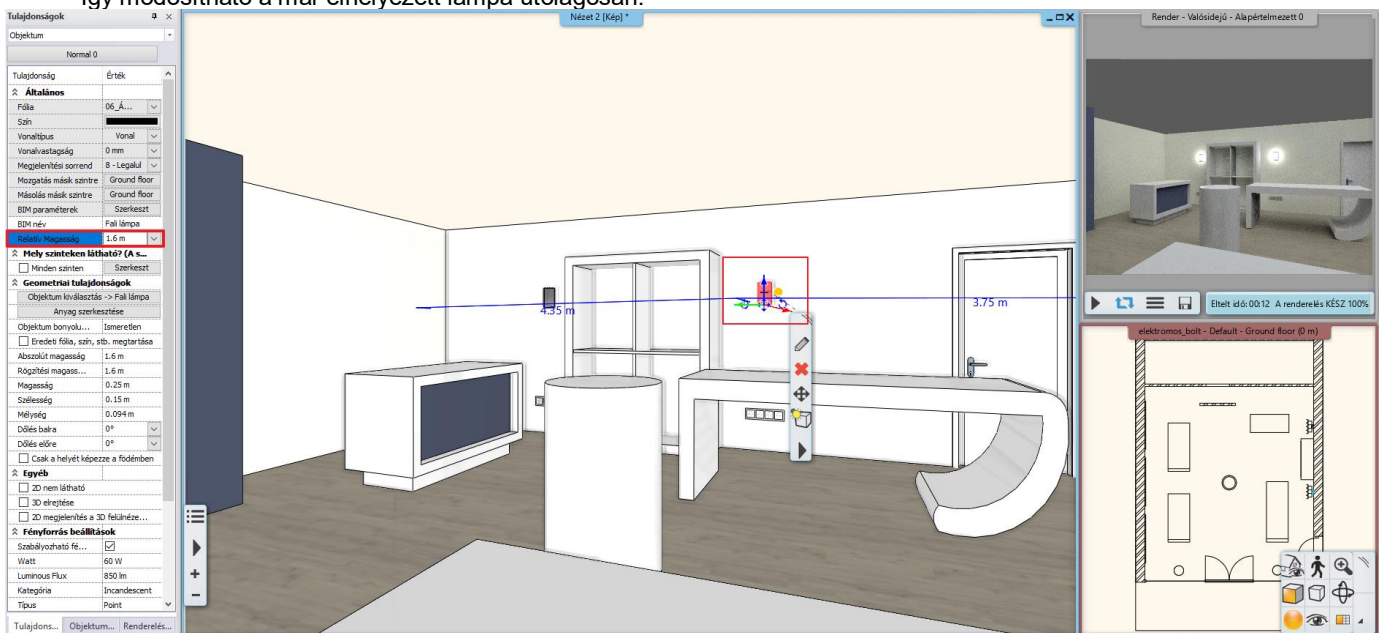 Így módosítható a már elhelyezett lámpa utólagosan.
Tulajdonságok
Objektum
Normal 0
Tulajdonság Érték
Általános
Fólia 06_Á...
Szín
Vonaltípus Vonal
Vonalvastagság 0 mm
Megjelenítési sorrend 8 - Legalul
Mozgatás másik szintre Ground floor
Másolás másik szintre Ground floor
BIM paraméterek Szerkeszt
BIM név Fali lámpa
Relatív Magasság 1.6 m
Mely szinteken látható? (A s...
Minden szinten Szerkeszt
Geometriai tulajdonságok
Objektum kiválasztás -> Fali lámpa
Anyag szerkesztése
Objektum bonyolu... Ismeretlen
Eredeti fólia, szín, stb. megtartása
Abszolút magasság 1.6 m
Rögzítési magass... 1.6 m
Magasság 0.25 m
Szélesség 0.15 m
Mélység 0.094 m
Dőlés balra 0°
Dőlés előre 0°
Csak a helyét képezze a födémben
Egyéb
2D nem látható
3D elrejtése
2D megjelenítés a 3D felülnéze...
Fényforrás beállítások
Szabályozható fé...
Watt 60 W
Luminous Flux 850 lm
Kategória Incandescent
Típus Point
Tulajdons... Objektum... Renderelés...
Nézet 2 (Kép) *
4.35 m
3.75 m
Render - Valósidejű - Alapértelmezett 0
Eltelt idő: 00:12 A renderelés KÉSZ 100%
elektromos_bolt - Default - Ground floor (0 m)